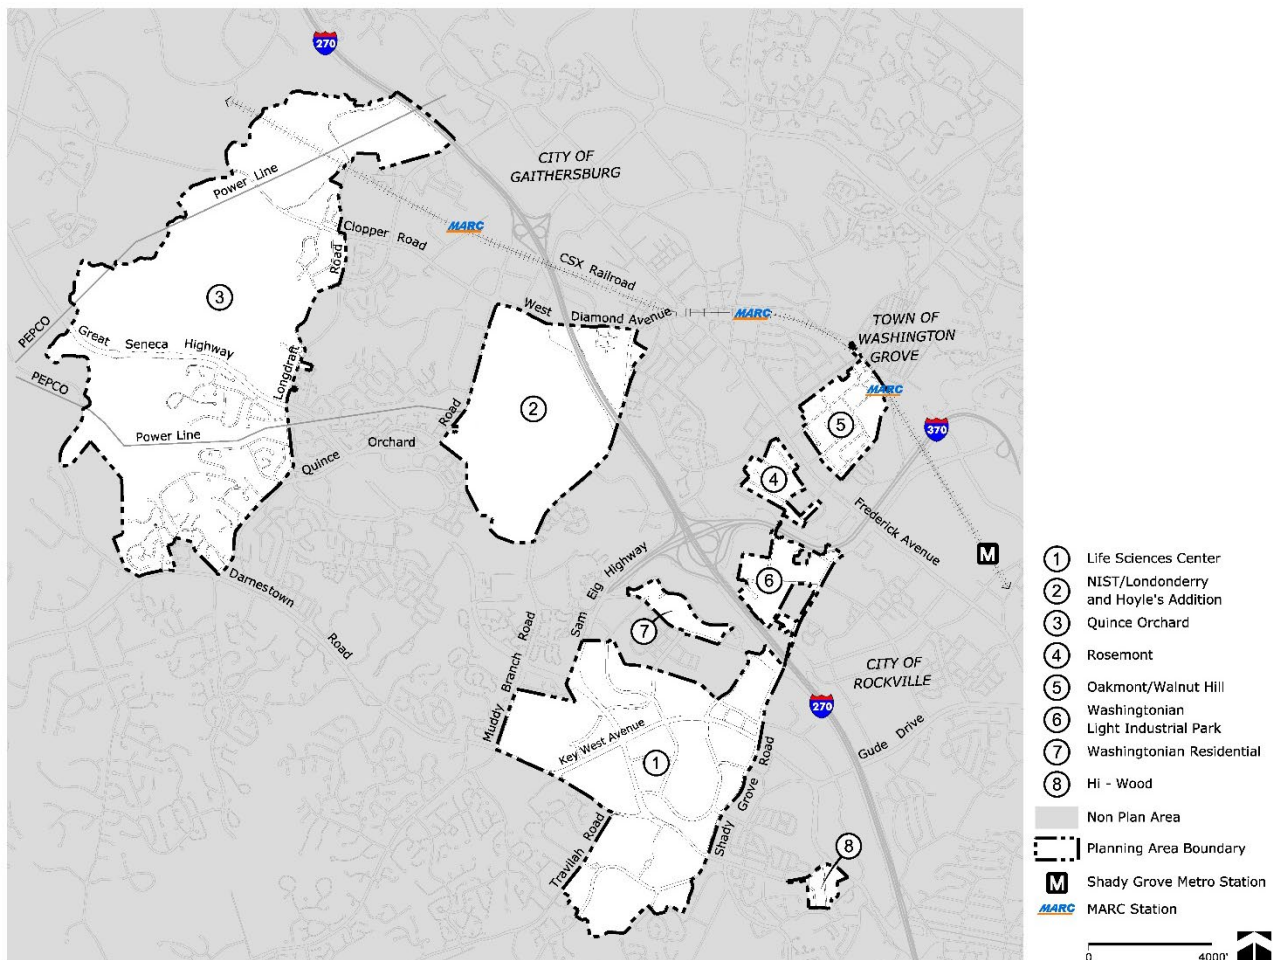 270
CITY OF
GAITHERSBURG
Power Line
Clopper Road
MARC
Road
CSX Railroad
3
West Diamond Avenue
MARC
TOWN OF
WASHINGTON
GROVE
PEPCO
Great Seneca Highway
Longdraft
PEPCO
MARC
2
Road
5
370
Power Line
Quince Orchard
4
Frederick Avenue
M
Darnestown Road
Sam Eig Highway
6
7
Muddy Branch Road
CITY OF
ROCKVILLE
270
Gude Drive
Key West Avenue
1
Shady Grove Road
Travilah Road
8
1 Life Sciences Center
2 NIST/Londonderry
and Hoyle's Addition
3 Quince Orchard
4 Rosemont
5 Oakmont/Walnut Hill
6 Washingtonian
Light Industrial Park
7 Washingtonian Residential
8 Hi - Wood
Non Plan Area
Planning Area Boundary
M Shady Grove Metro Station
MARC MARC Station
0 4000'